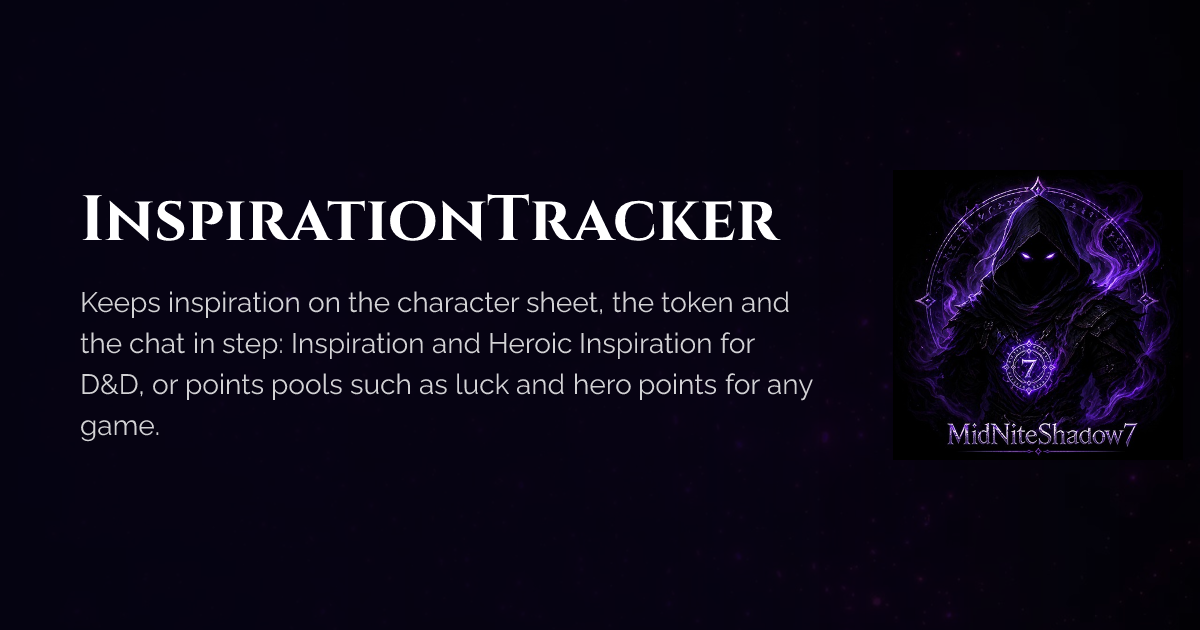 InspirationTracker
Keeps inspiration on the character sheet, the token and
the chat in step: Inspiration and Heroic Inspiration for
D&D, or points pools such as luck and hero points for any
game.
7
MidNiteShadow7